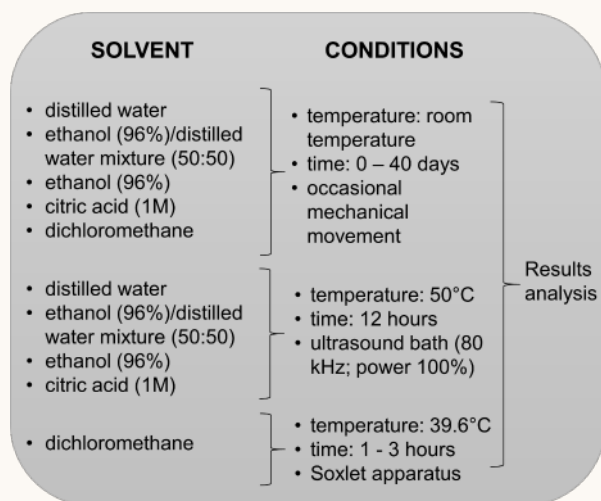 SOLVENT
CONDITIONS
• distilled water
• ethanol (96%)/distilled
water mixture (50:50)
• ethanol (96%)
• citric acid (1M)
• dichloromethane
• temperature: room
temperature
• time: 0 – 40 days
• occasional
mechanical
movement
• distilled water
• ethanol (96%)/distilled
water mixture (50:50)
• ethanol (96%)
• citric acid (1M)
• temperature: 50°C
• time: 12 hours
• ultrasound bath (80
kHz; power 100%)
• dichloromethane
• temperature: 39.6°C
• time: 1 - 3 hours
• Soxlet apparatus
Results
analysis